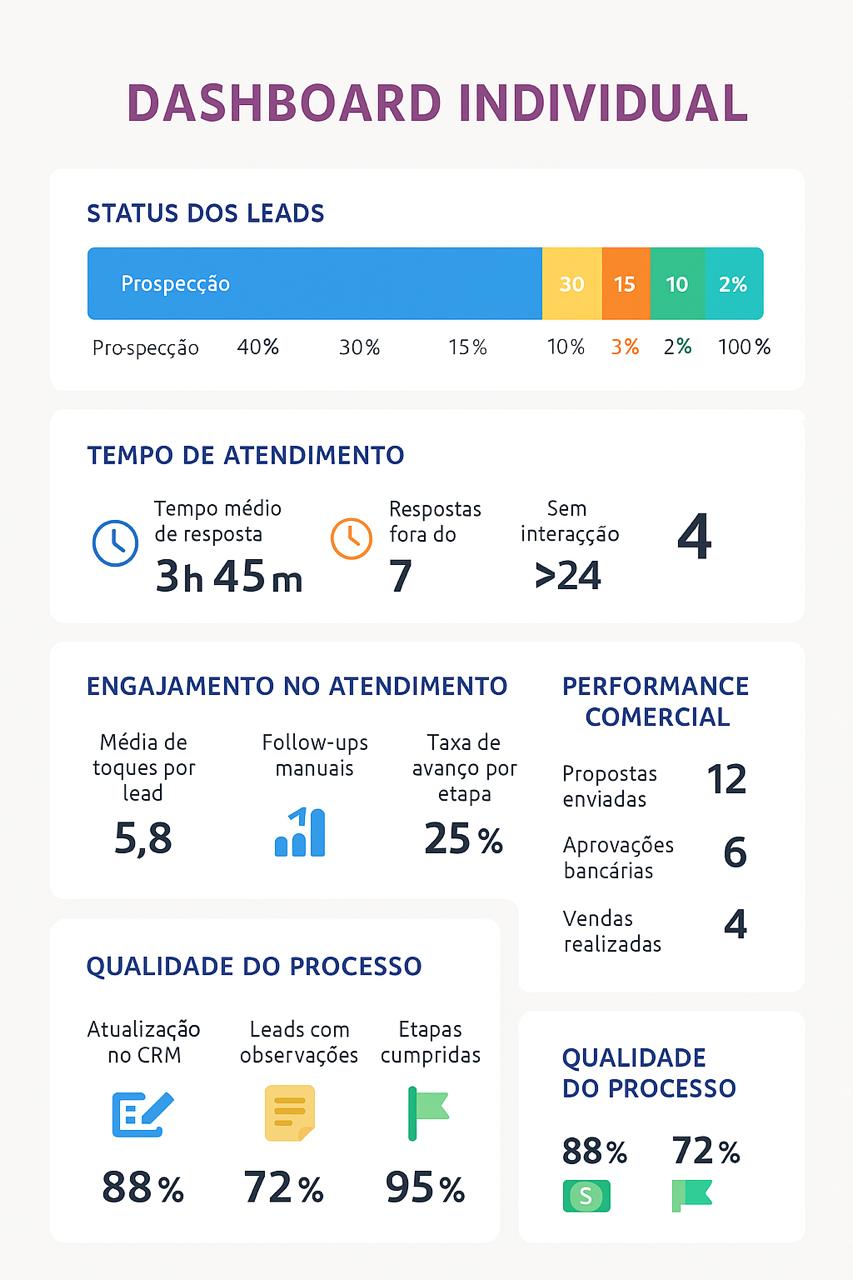 DASHBOARD INDIVIDUAL
STATUS DOS LEADS
Prospecção 30 15 10 2%
Pro-specção 40% 30% 15% 10% 3% 2% 100%
TEMPO DE ATENDIMENTO
Tempo médio
de resposta
3h 45m
Respostas
fora do
7
Sem
interaçção
>24
4
ENGAJAMENTO NO ATENDIMENTO
Média de
toques por
lead
5,8
Follow-ups
manuais
1
Taxa de
avanço por
etapa
25%
PERFORMANCE
COMERCIAL
Propostas
enviadas
12
Aprovações
bancárias
6
Vendas
realizadas
4
QUALIDADE DO PROCESSO
Atualização
no CRM
88%
Leads com
observações
72%
Etapas
cumpridas
95%
QUALIDADE
DO PROCESSO
88% 72%
S